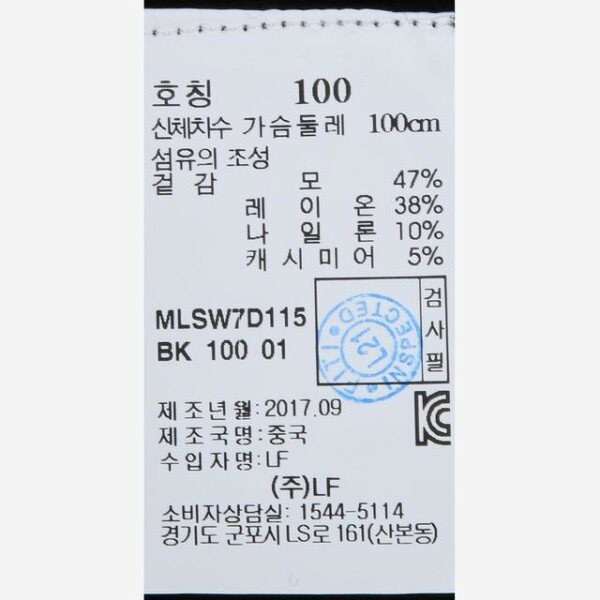 호칭 100
신체치수 가슴둘레 100cm
섬유의 조성
겉감 모 47%
레이온 38%
나일론 10%
캐시미어 5%
MLSW7D115
BK 100 01
검사필
FITI INSPECTED
L21
제조년월:2017.09
제조국명:중국
수입자명:LF
(주)LF
소비자상담실: 1544-5114
경기도 군포시 LS로 161(산본동)